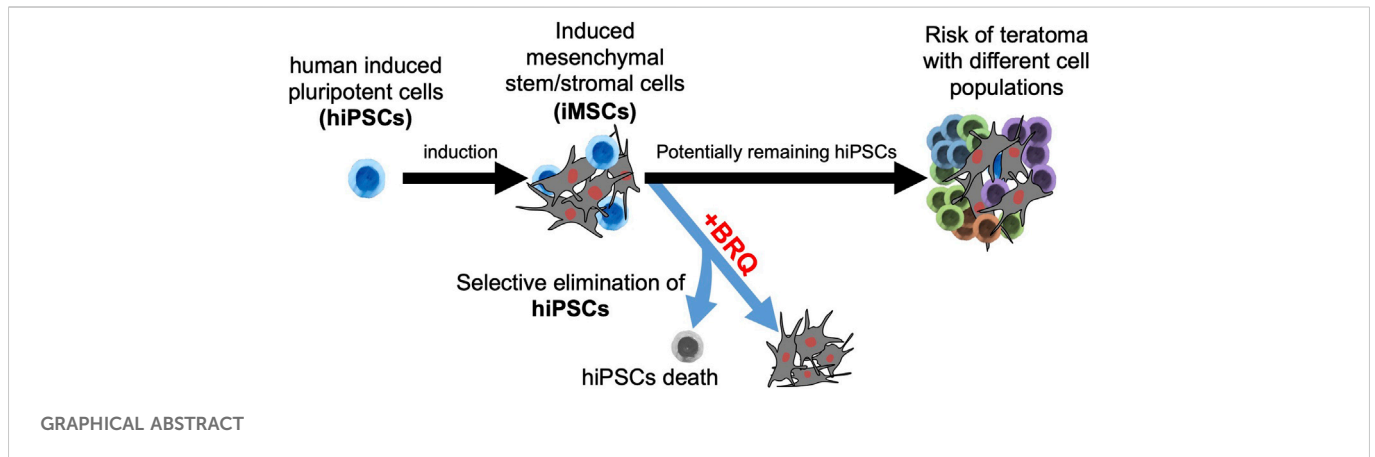 human induced
pluripotent cells
(hiPSCs)
induction
Induced
mesenchymal
stem/stromal cells
(iMSCs)
Potentially remaining hiPSCs
Risk of teratoma
with different cell
populations
+BRQ
Selective elimination of
hiPSCs
hiPSCs death
GRAPHICAL ABSTRACT